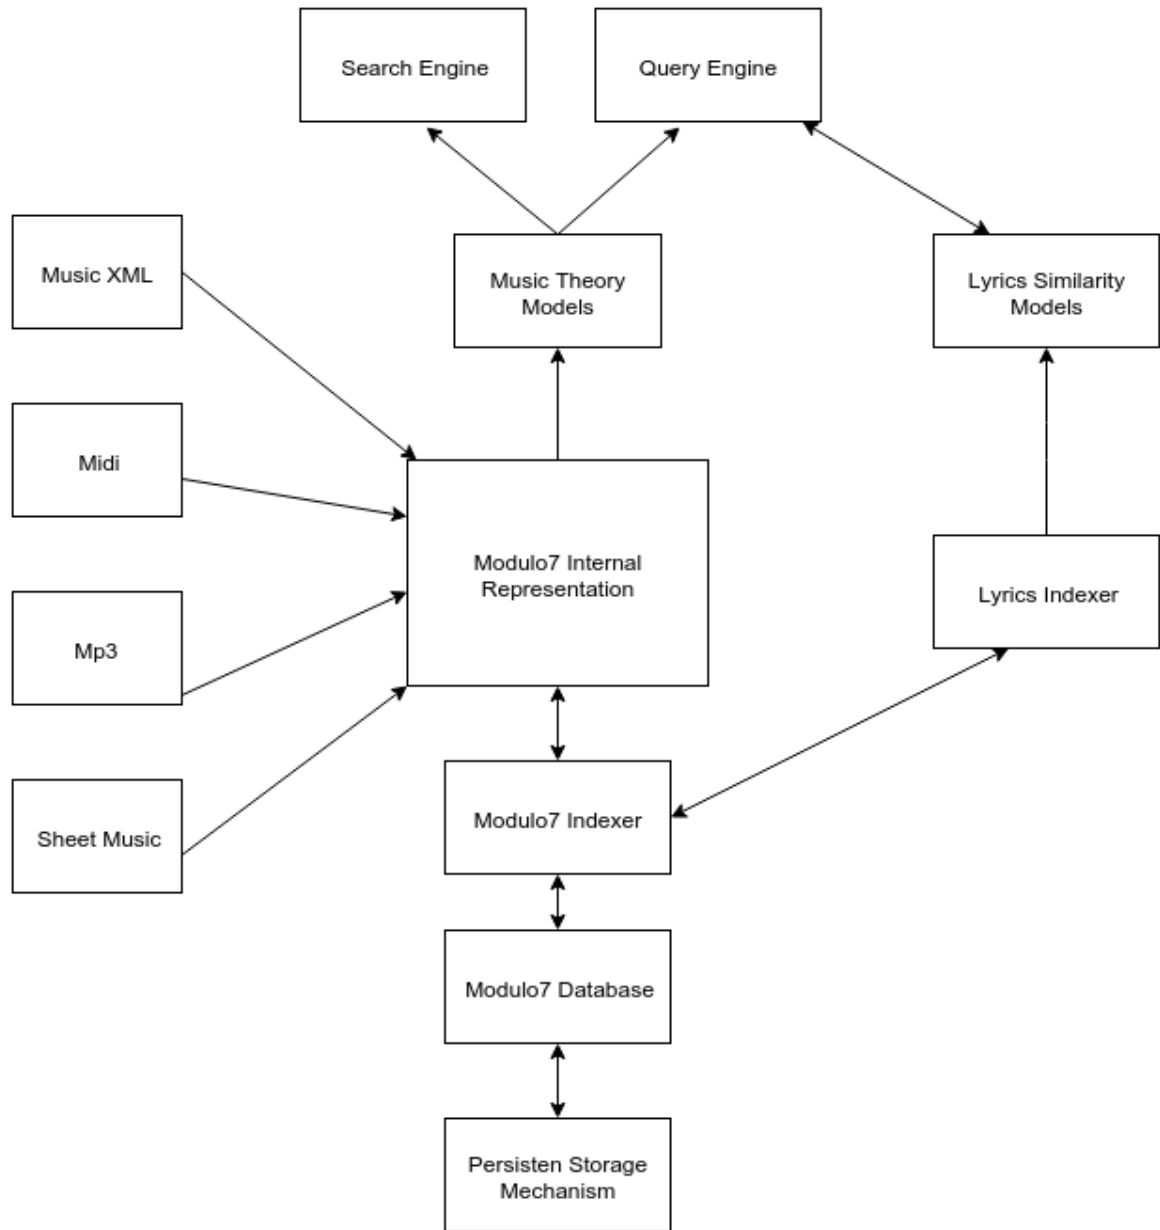 Search Engine
Query Engine
Music XML
Music Theory
Models
Lyrics Similarity
Models
Midi
Modulo7 Internal
Representation
Lyrics Indexer
Mp3
Sheet Music
Modulo7 Indexer
Modulo7 Database
Persisten Storage
Mechanism